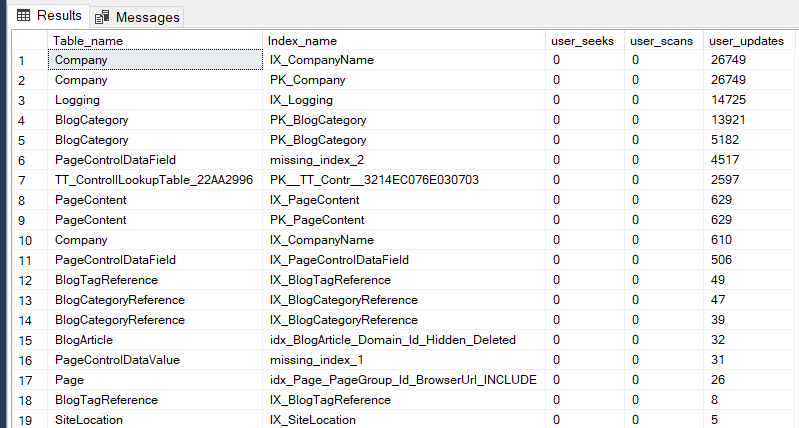 Results Messages
Table_name Index_name user_seeks user_scans user_updates
1 Company IX_CompanyName 0 0 26749
2 Company PK_Company 0 0 26749
3 Logging IX_Logging 0 0 14725
4 BlogCategory PK_BlogCategory 0 0 13921
5 BlogCategory PK_BlogCategory 0 0 5182
6 PageControlDataField missing_index_2 0 0 4517
7 TT_ControllLookupTable_22AA2996 PK__TT_Contr__3214EC076E030703 0 0 2597
8 PageContent IX_PageContent 0 0 629
9 PageContent PK_PageContent 0 0 629
10 Company IX_CompanyName 0 0 610
11 PageControlDataField IX_PageControlDataField 0 0 506
12 BlogTagReference IX_BlogTagReference 0 0 49
13 BlogCategoryReference IX_BlogCategoryReference 0 0 47
14 BlogCategoryReference IX_BlogCategoryReference 0 0 39
15 BlogArticle idx_BlogArticle_Domain_Id_Hidden_Deleted 0 0 32
16 PageControlDataValue missing_index_1 0 0 31
17 Page idx_Page_PageGroup_Id_BrowserUrl_INCLUDE 0 0 26
18 BlogTagReference IX_BlogTagReference 0 0 8
19 SiteLocation IX_SiteLocation 0 0 5